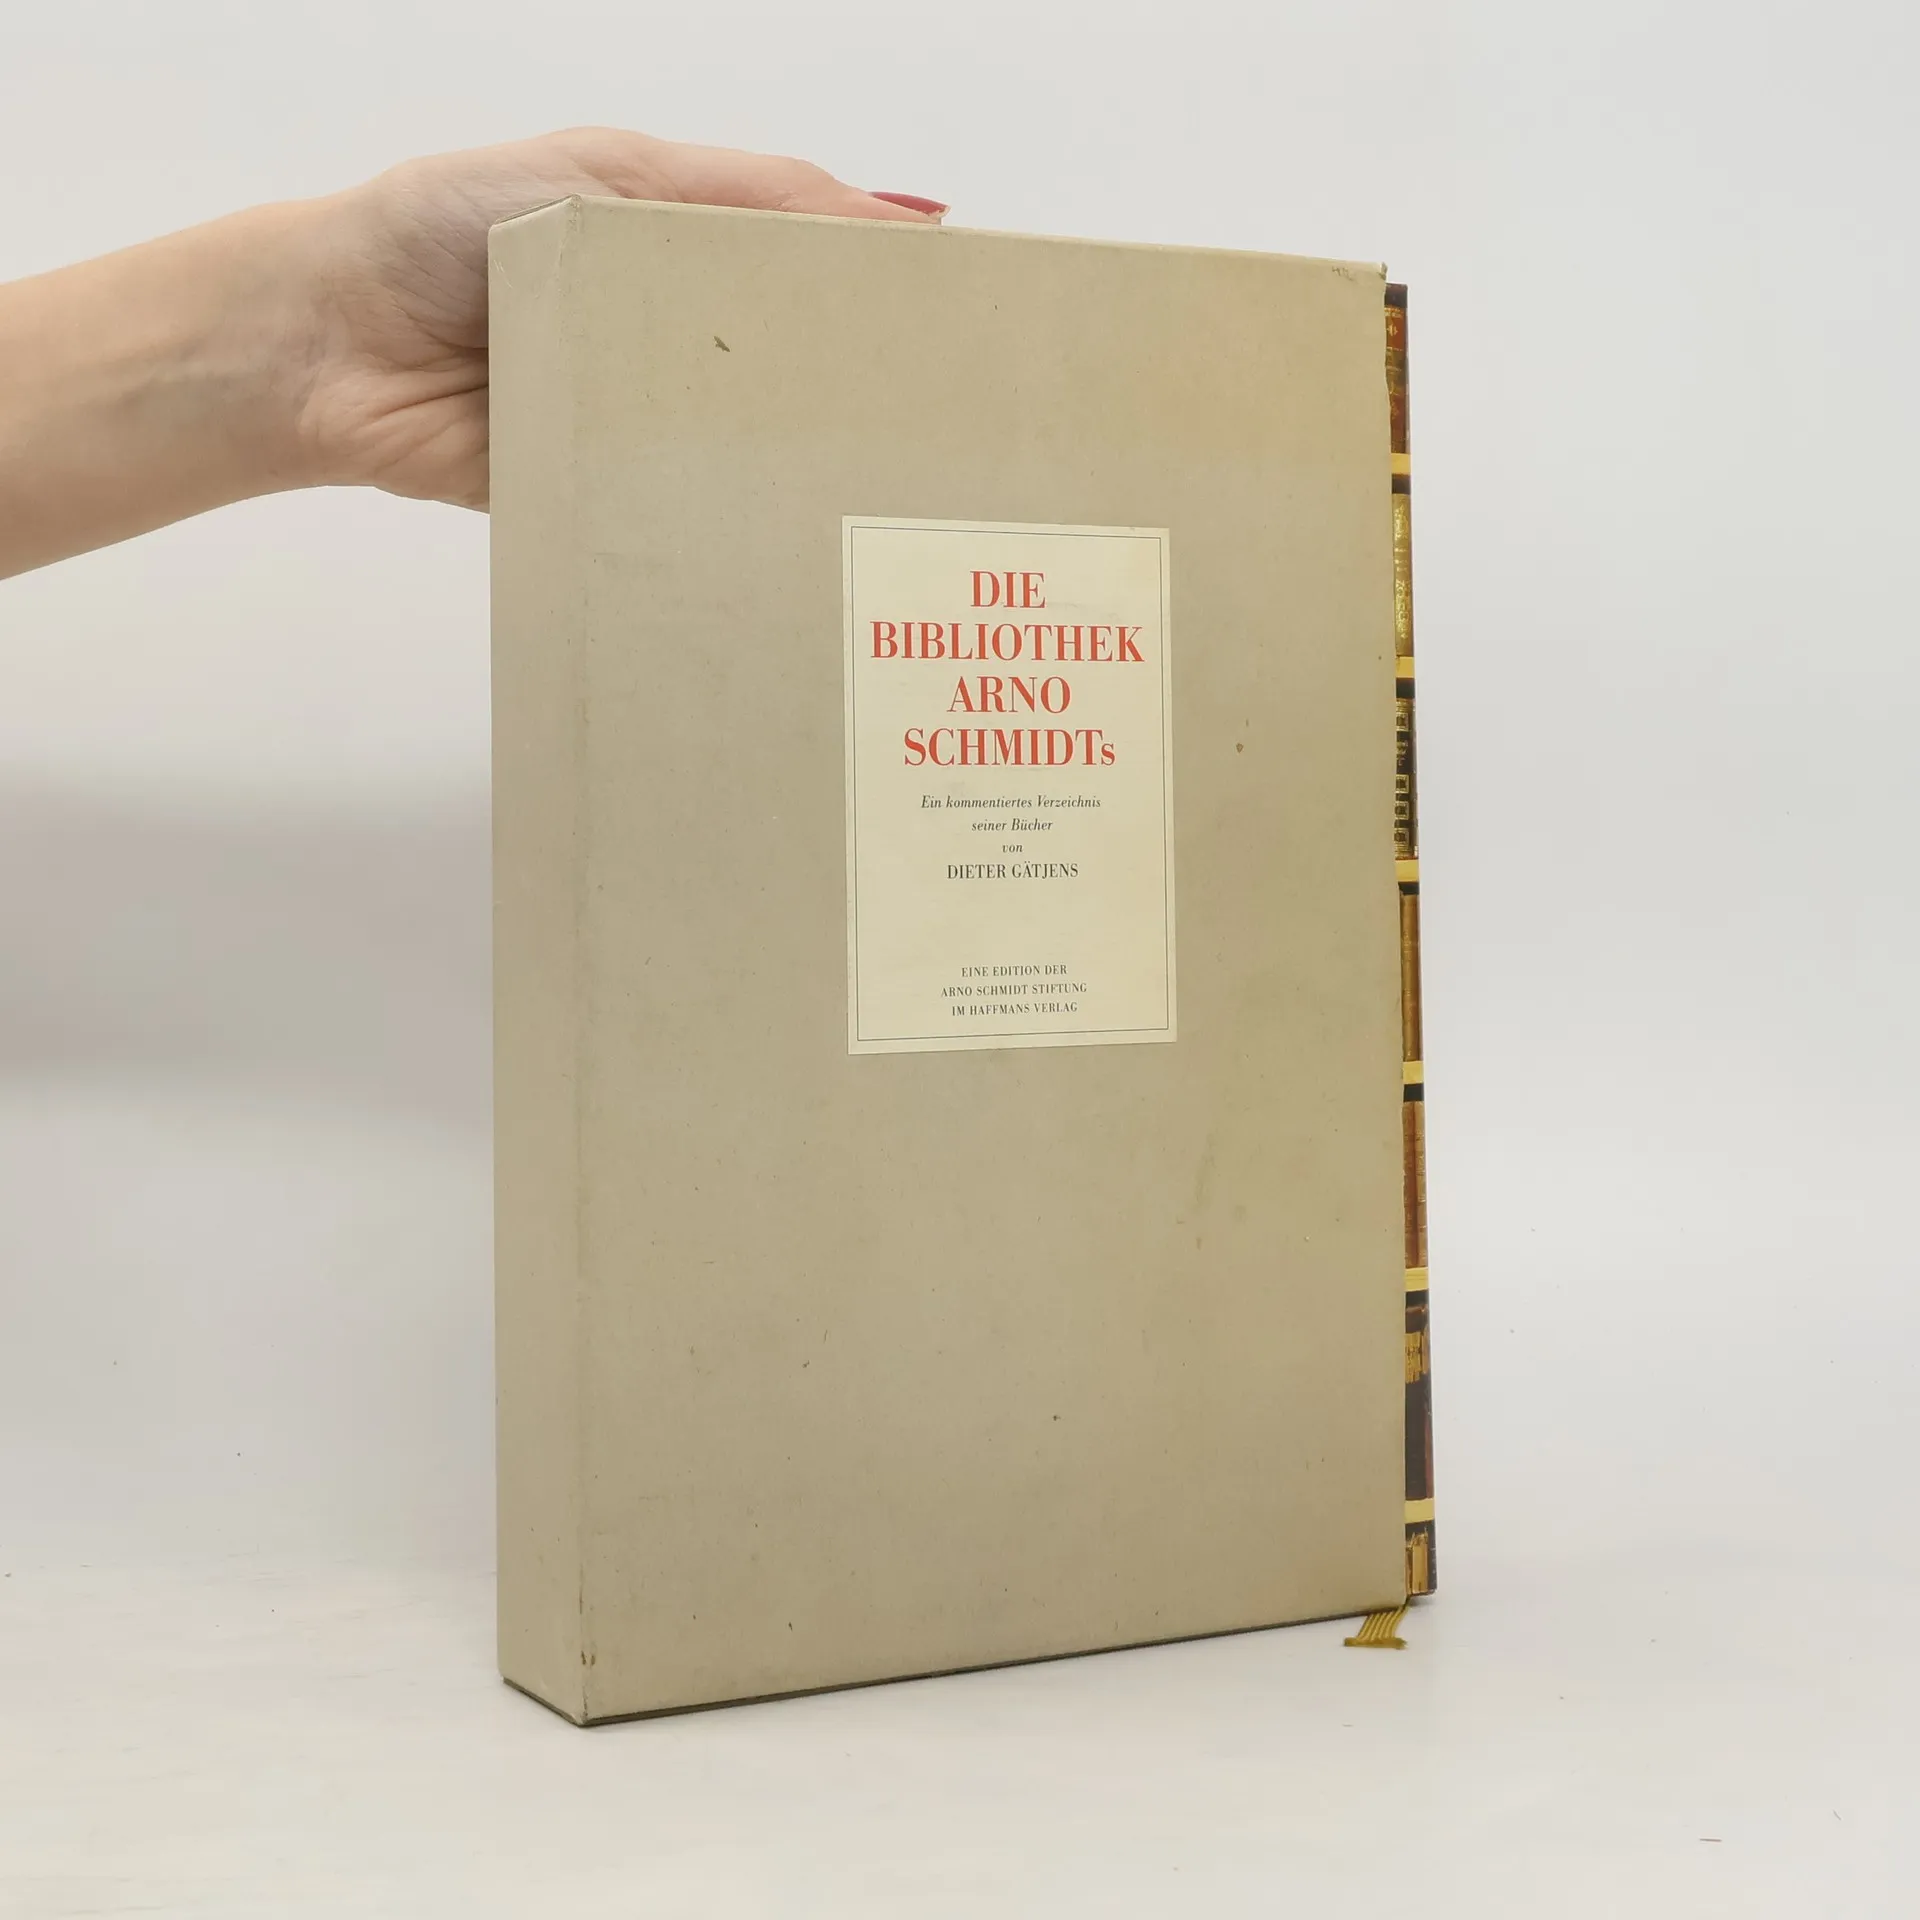 DIE
BIBLIOTHEK
ARNO
SCHMIDTs
Ein kommentiertes Verzeichnis
seiner Bücher
von
DIETER GÄTJENS
EINE EDITION DER
ARNO SCHMIDT STIFTUNG
IM HAFFMANS VERLAG